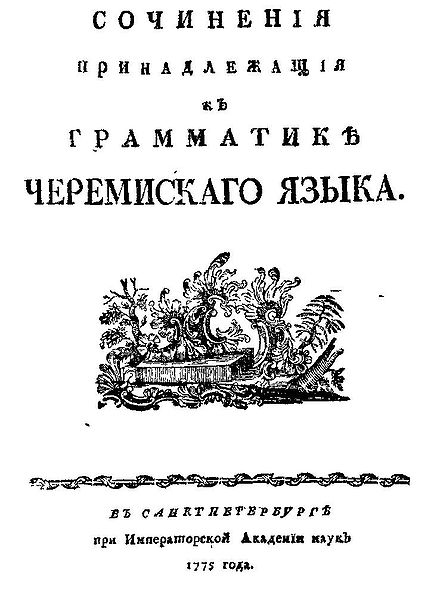 СОЧИНЕНІЯ
ПРИНАДЛЕЖАЩІЯ
КЪ
ГРАММАТИКѢ
ЧЕРЕМИСКАГО ЯЗЫКА.
ВЪ САНКТПЕТЕРБУРГѢ
при Императорской Академіи наукъ
1775 года.